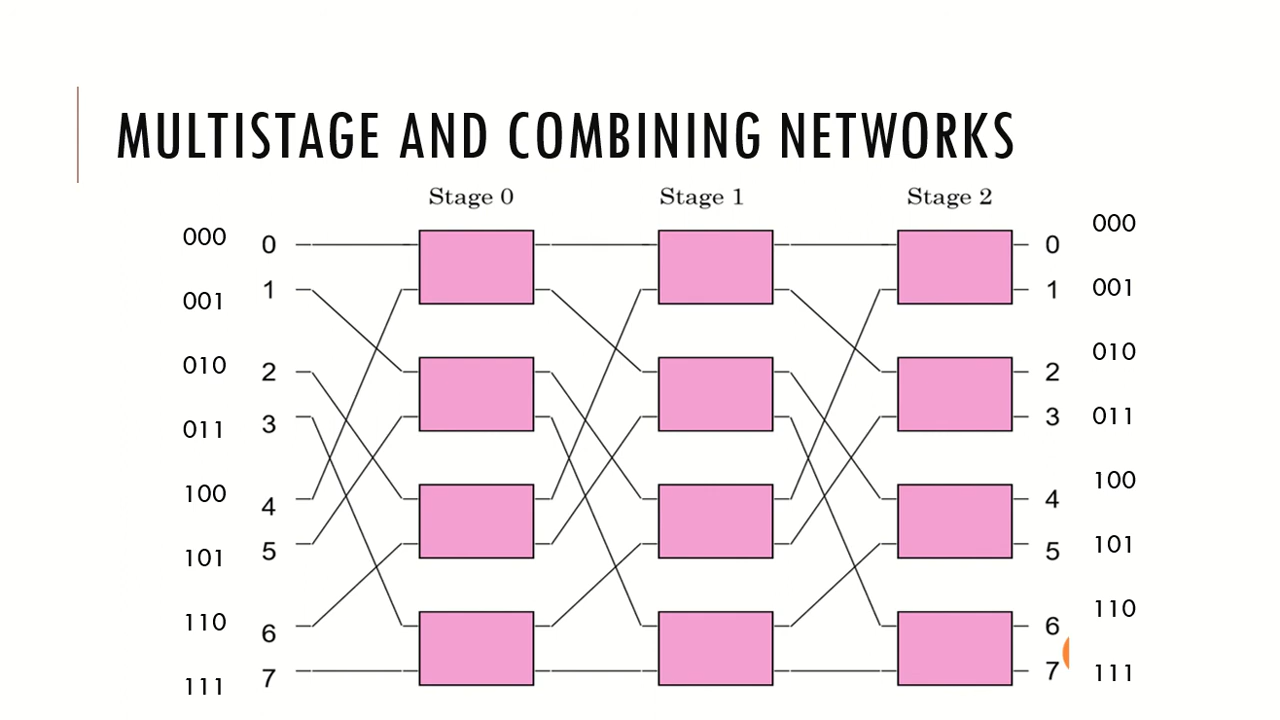 MULTISTAGE AND COMBINING NETWORKS
Stage 0 Stage 1 Stage 2
000 0 0 000
001 1 1 001
010 2 2 010
011 3 3 011
100 4 4 100
101 5 5 101
110 6 6 110
111 7 7 111